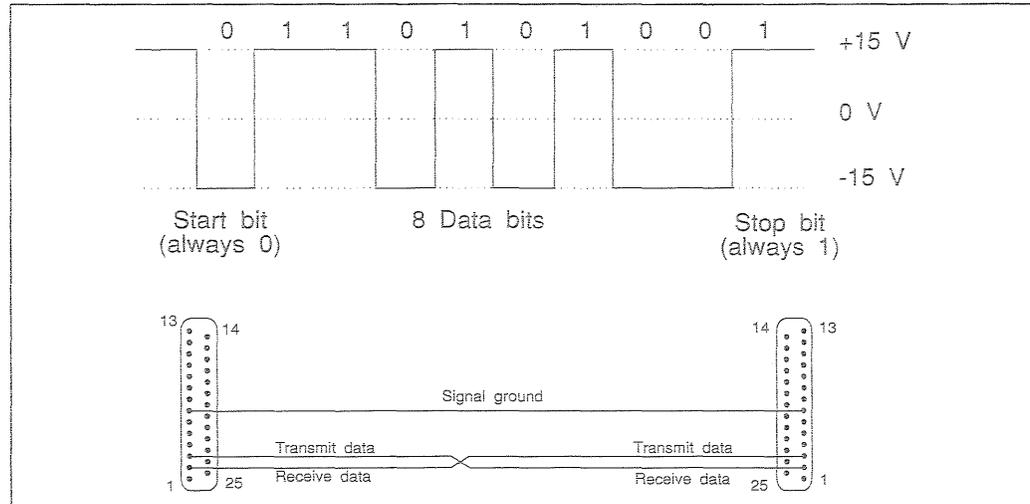 0 1 1 0 1 0 1 0 0 1
+15 V
0 V
-15 V
Start bit
(always 0)
8 Data bits
Stop bit
(always 1)
13
14
14
13
Signal ground
Transmit data
Transmit data
Receive data
Receive data
1
25
25
1